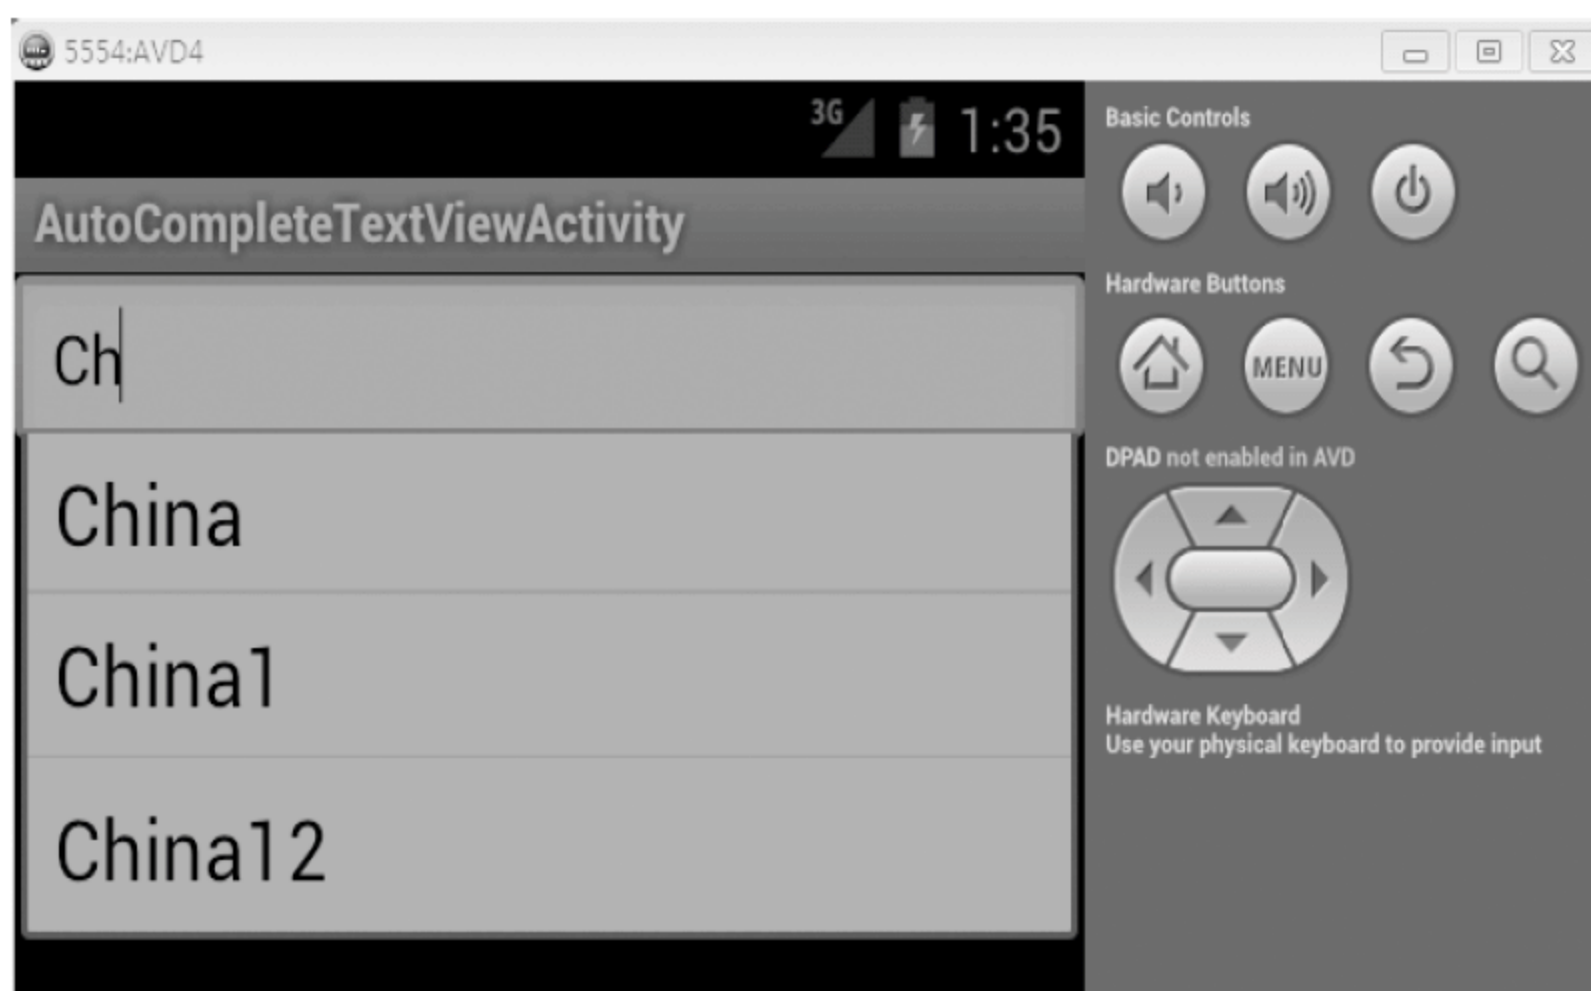 5554:AVD4
3G 1:35
AutoCompleteTextViewActivity
Ch
China
China1
China12
Basic Controls
Hardware Buttons
MENU
DPAD not enabled in AVD
Hardware Keyboard
Use your physical keyboard to provide input